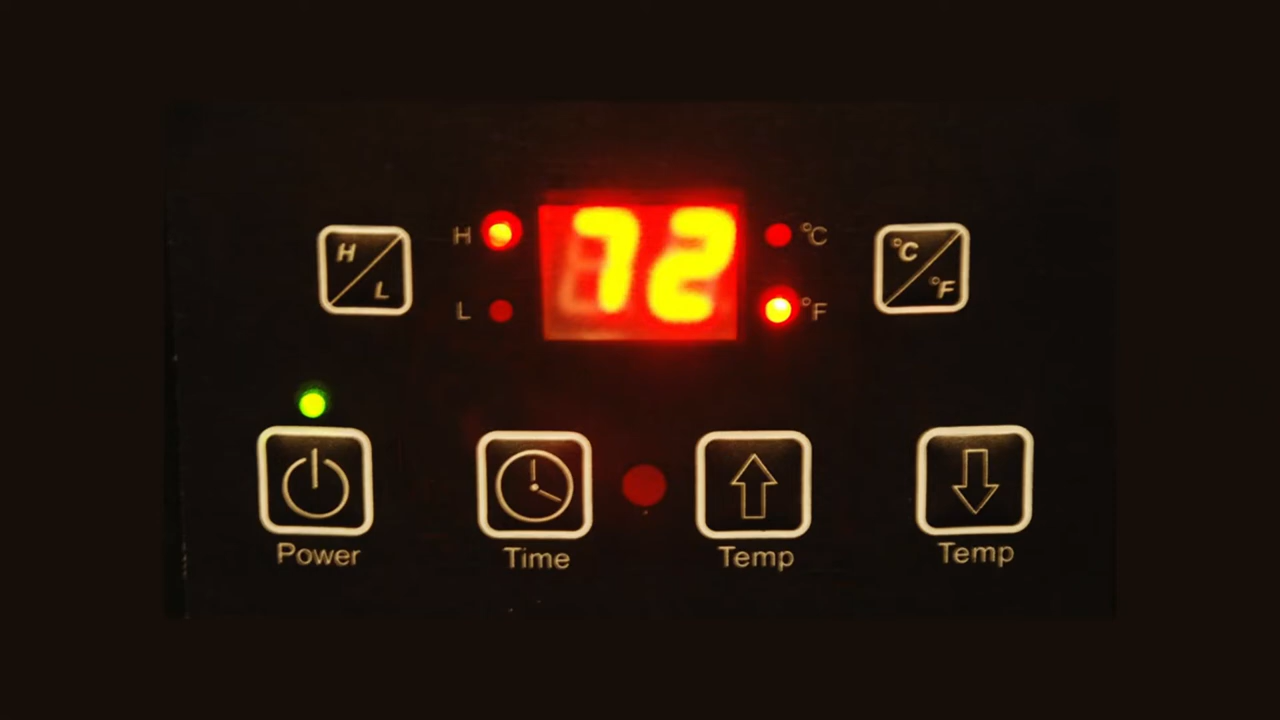 H 72 °C
H L
L °F
°C °F
Power Time Temp Temp